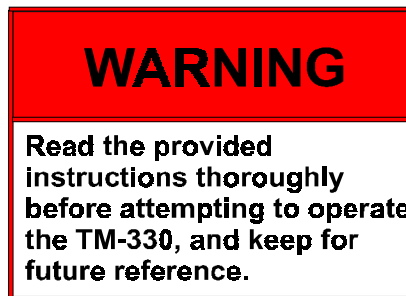 WARNING
Read the provided
instructions thoroughly
before attempting to operate
the TM-330, and keep for
future reference.